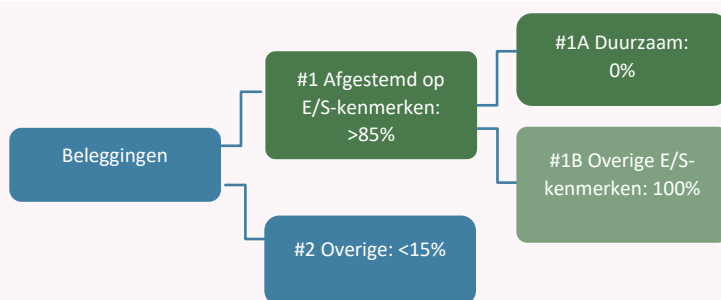 Beleggingen
#1 Afgestemd op
E/S-kenmerken:
>85%
#2 Overige: <15%
#1A Duurzaam:
0%
#1B Overige E/S-
kenmerken: 100%